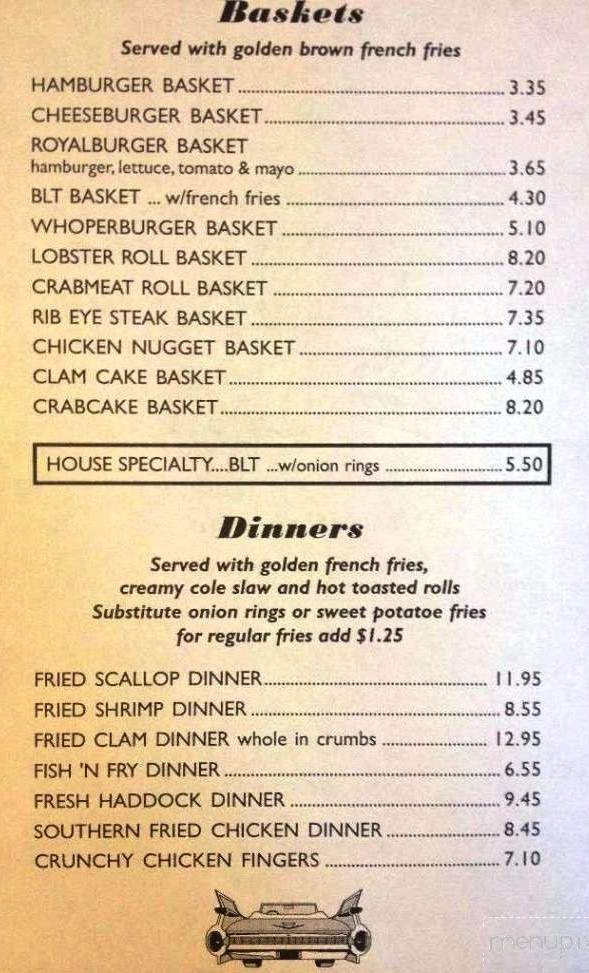 Baskets
Served with golden brown french fries
HAMBURGER BASKET 3.35
CHEESEBURGER BASKET 3.45
ROYALBURGER BASKET
hamburger, lettuce, tomato & mayo 3.65
BLT BASKET ... w/french fries 4.30
WHOPERBURGER BASKET 5.10
LOBSTER ROLL BASKET 8.20
CRABMEAT ROLL BASKET 7.20
RIB EYE STEAK BASKET 7.35
CHICKEN NUGGET BASKET 7.10
CLAM CAKE BASKET 4.85
CRABCAKE BASKET 8.20
HOUSE SPECIALTY....BLT ...w/onion rings 5.50
Dinners
Served with golden french fries,
creamy cole slaw and hot toasted rolls
Substitute onion rings or sweet potatoe fries
for regular fries add $1.25
FRIED SCALLOP DINNER 11.95
FRIED SHRIMP DINNER 8.55
FRIED CLAM DINNER whole in crumbs 12.95
FISH 'N FRY DINNER 6.55
FRESH HADDOCK DINNER 9.45
SOUTHERN FRIED CHICKEN DINNER 8.45
CRUNCHY CHICKEN FINGERS 7.10